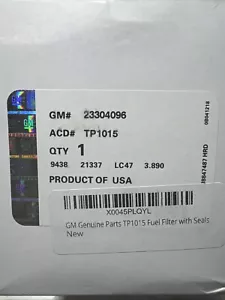 GM# 23304096
ACD# TP1015
QTY 1
9438 21337 LC47 3.890
PRODUCT OF USA
X0045PLQYL
GM Genuine Parts TP1015 Fuel Filter with Seals
New